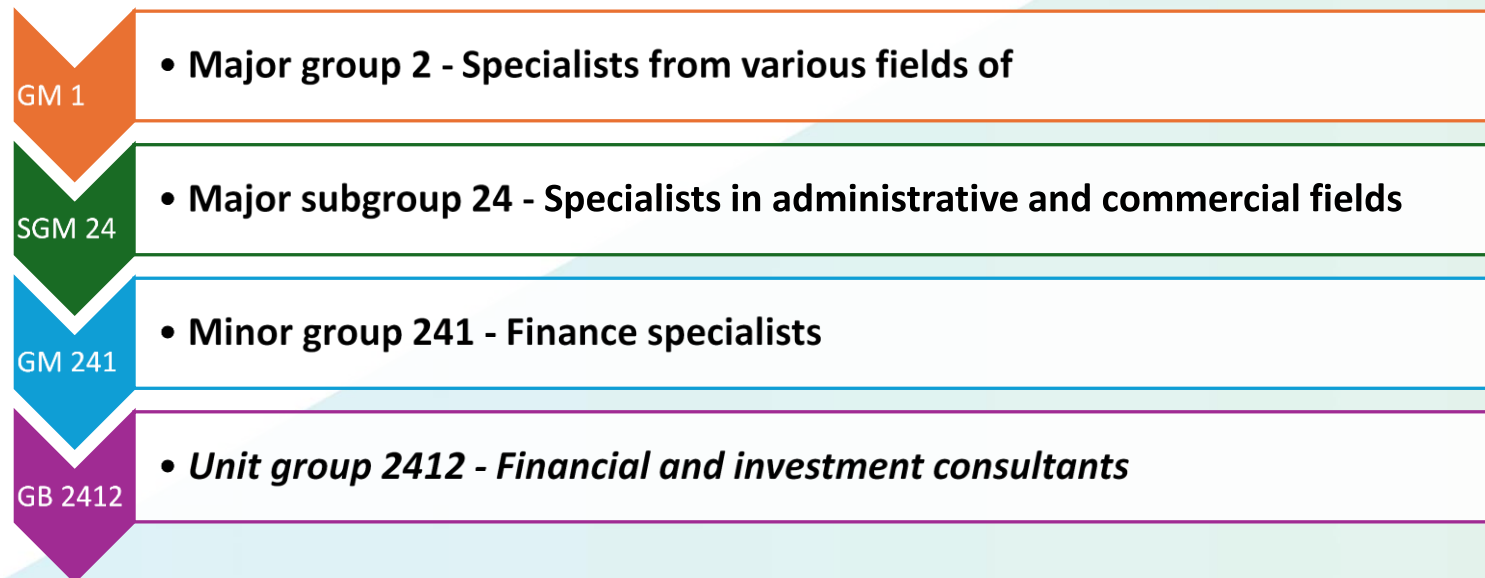 GM 1
• Major group 2 - Specialists from various fields of
SGM 24
• Major subgroup 24 - Specialists in administrative and commercial fields
GM 241
• Minor group 241 - Finance specialists
GB 2412
• Unit group 2412 - Financial and investment consultants